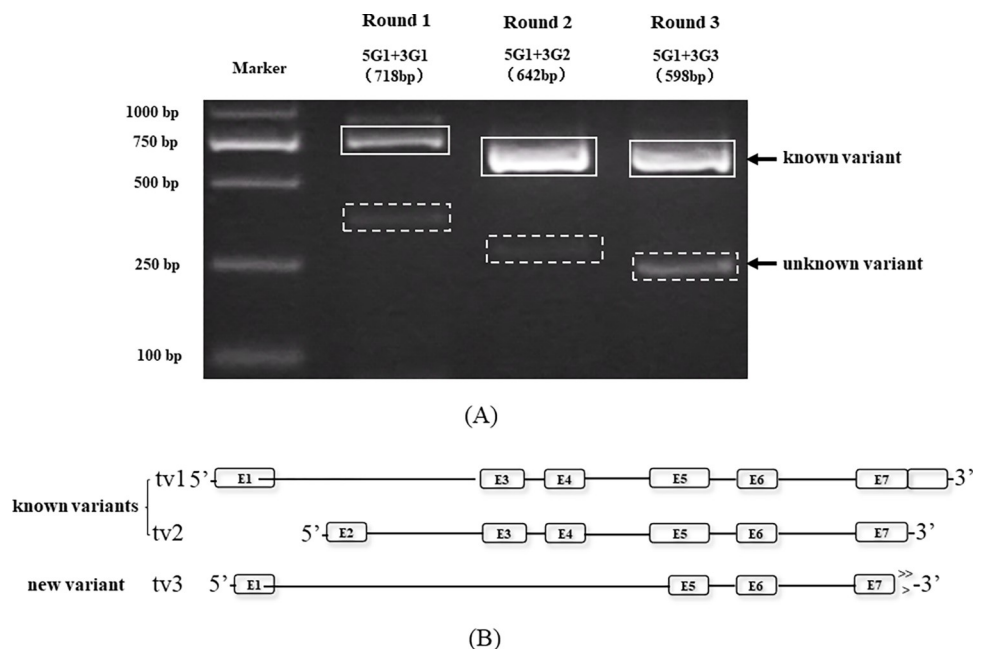 Round 1 Round 2 Round 3
Marker 5G1+3G1 5G1+3G2 5G1+3G3
(718bp) (642bp) (598bp)
1000 bp
750 bp
known variant
500 bp
250 bp
unknown variant
100 bp
(A)
tv1 5’ E1 E3 E4 E5 E6 E7 -3’
known variants
tv2 5’ E2 E3 E4 E5 E6 E7 -3’
new variant tv3 5’ E1 E5 E6 E7 >> > -3’
(B)